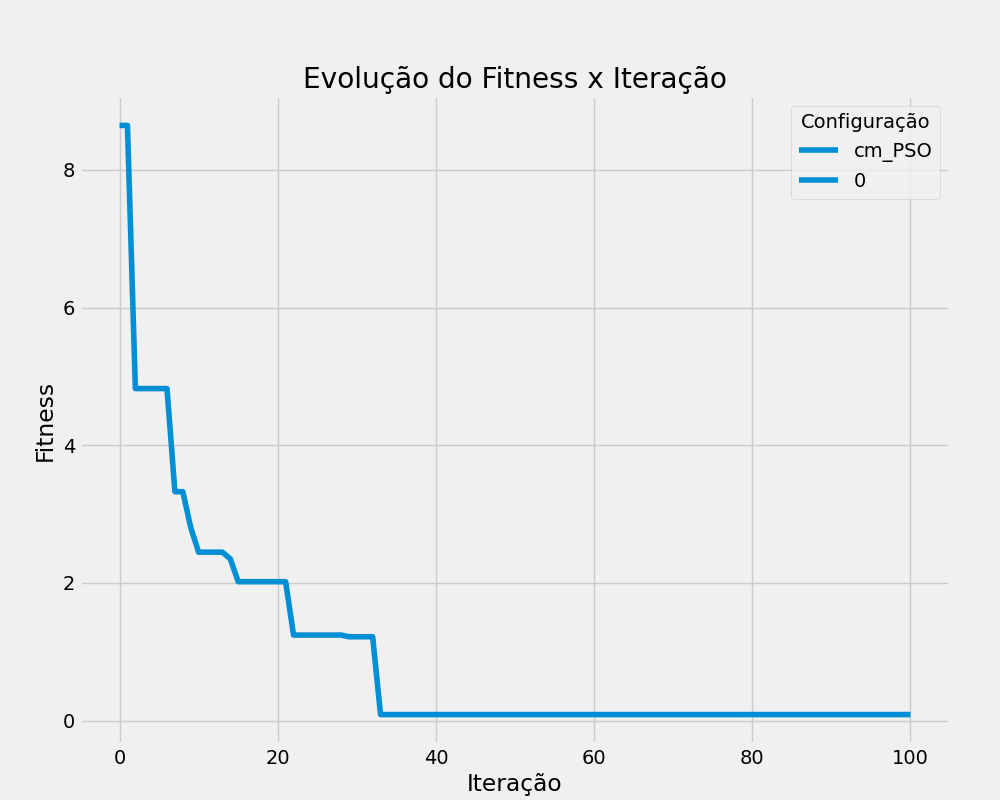 Evolução do Fitness x Iteração
Configuração
cm_PSO
0
8
6
4
2
0
Fitness
0 20 40 60 80 100
Iteração